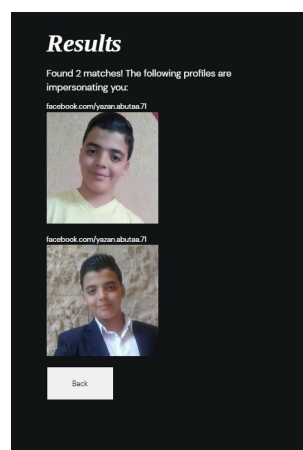 Results
Found 2 matches! The following profiles are
impersonating you:
facebook.com/yazan.abutaa.71
facebook.com/yazan.abutaa.71
Back